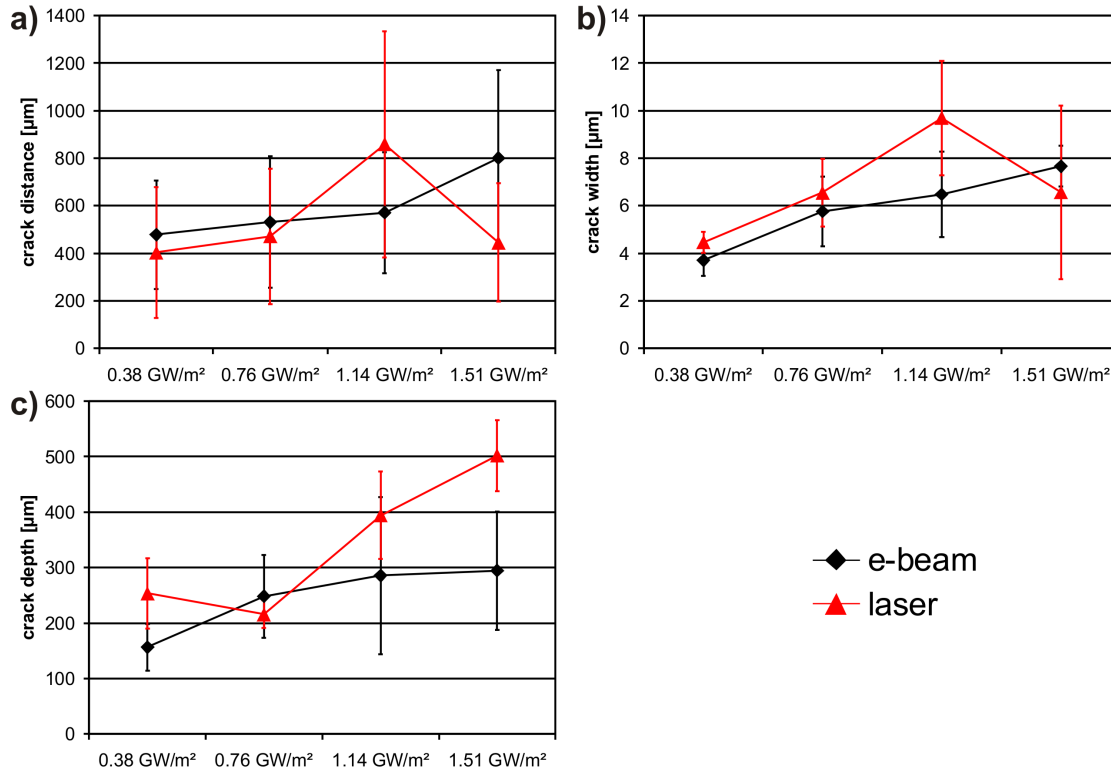 a)
crack distance [µm]
1400
1200
1000
800
600
400
200
0
0.38 GW/m² 0.76 GW/m² 1.14 GW/m² 1.51 GW/m²
b)
crack width [µm]
14
12
10
8
6
4
2
0
0.38 GW/m² 0.76 GW/m² 1.14 GW/m² 1.51 GW/m²
c)
crack depth [µm]
600
500
400
300
200
100
0
0.38 GW/m² 0.76 GW/m² 1.14 GW/m² 1.51 GW/m²
e-beam
laser